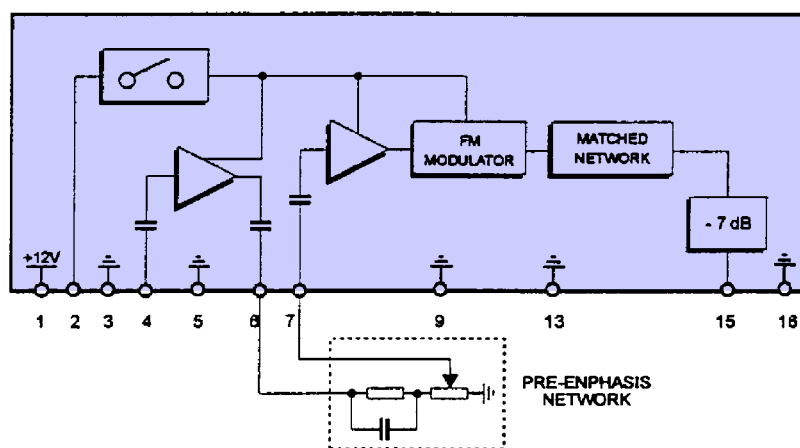 FM
MODULATOR
MATCHED
NETWORK
- 7 dB
+12V
1 2 3 4 5 6 7 9 13 15 16
PRE-ENPHASIS
NETWORK